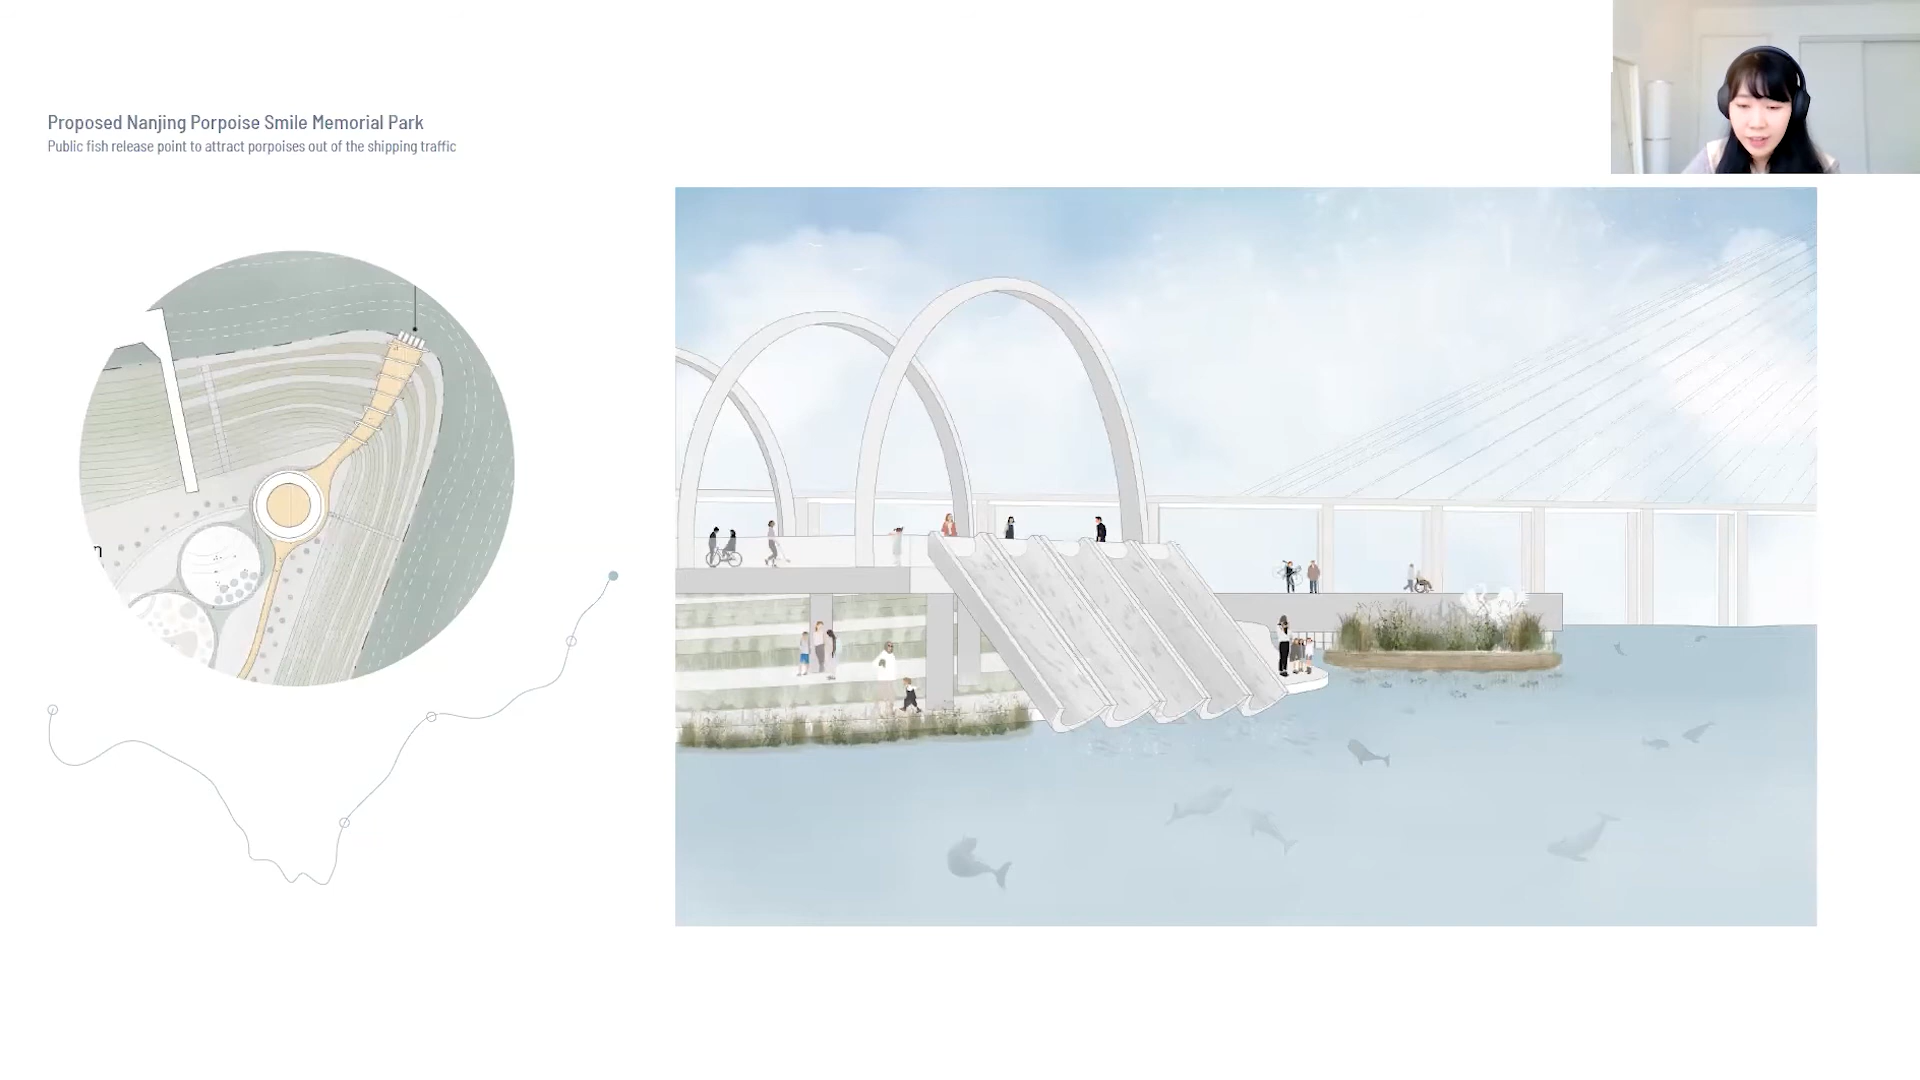 Proposed Nanjing Porpoise Smile Memorial Park
Public fish release point to attract porpoises out of the shipping traffic
n